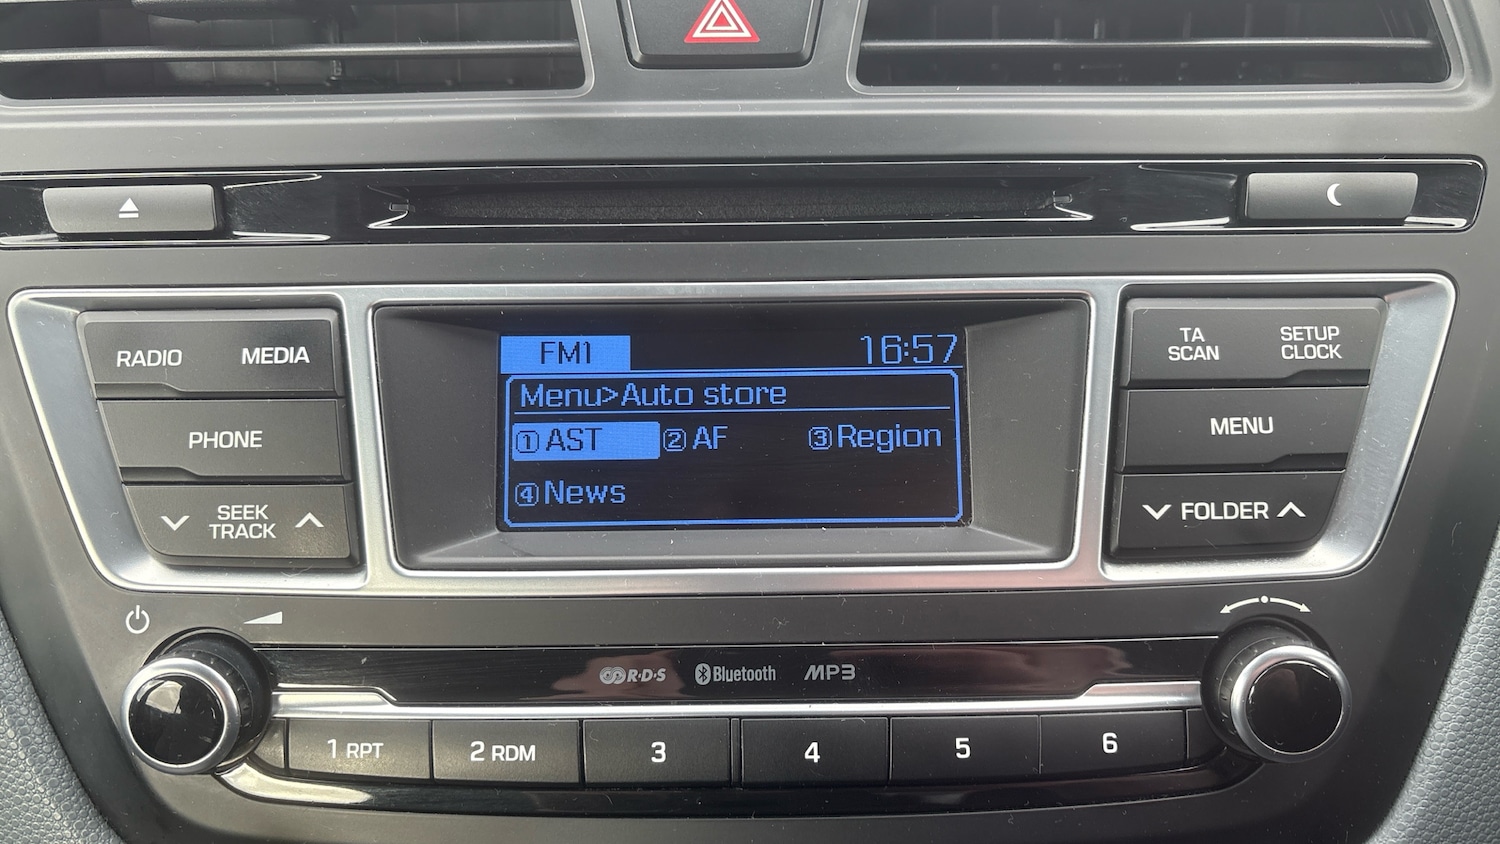 FM1 16:57
Menu>Auto store
①AST ②AF ③Region
④News
RADIO MEDIA
PHONE
SEEK
TRACK
TA
SCAN
SETUP
CLOCK
MENU
FOLDER
R·D·S Bluetooth MP3
1 RPT 2 RDM 3 4 5 6